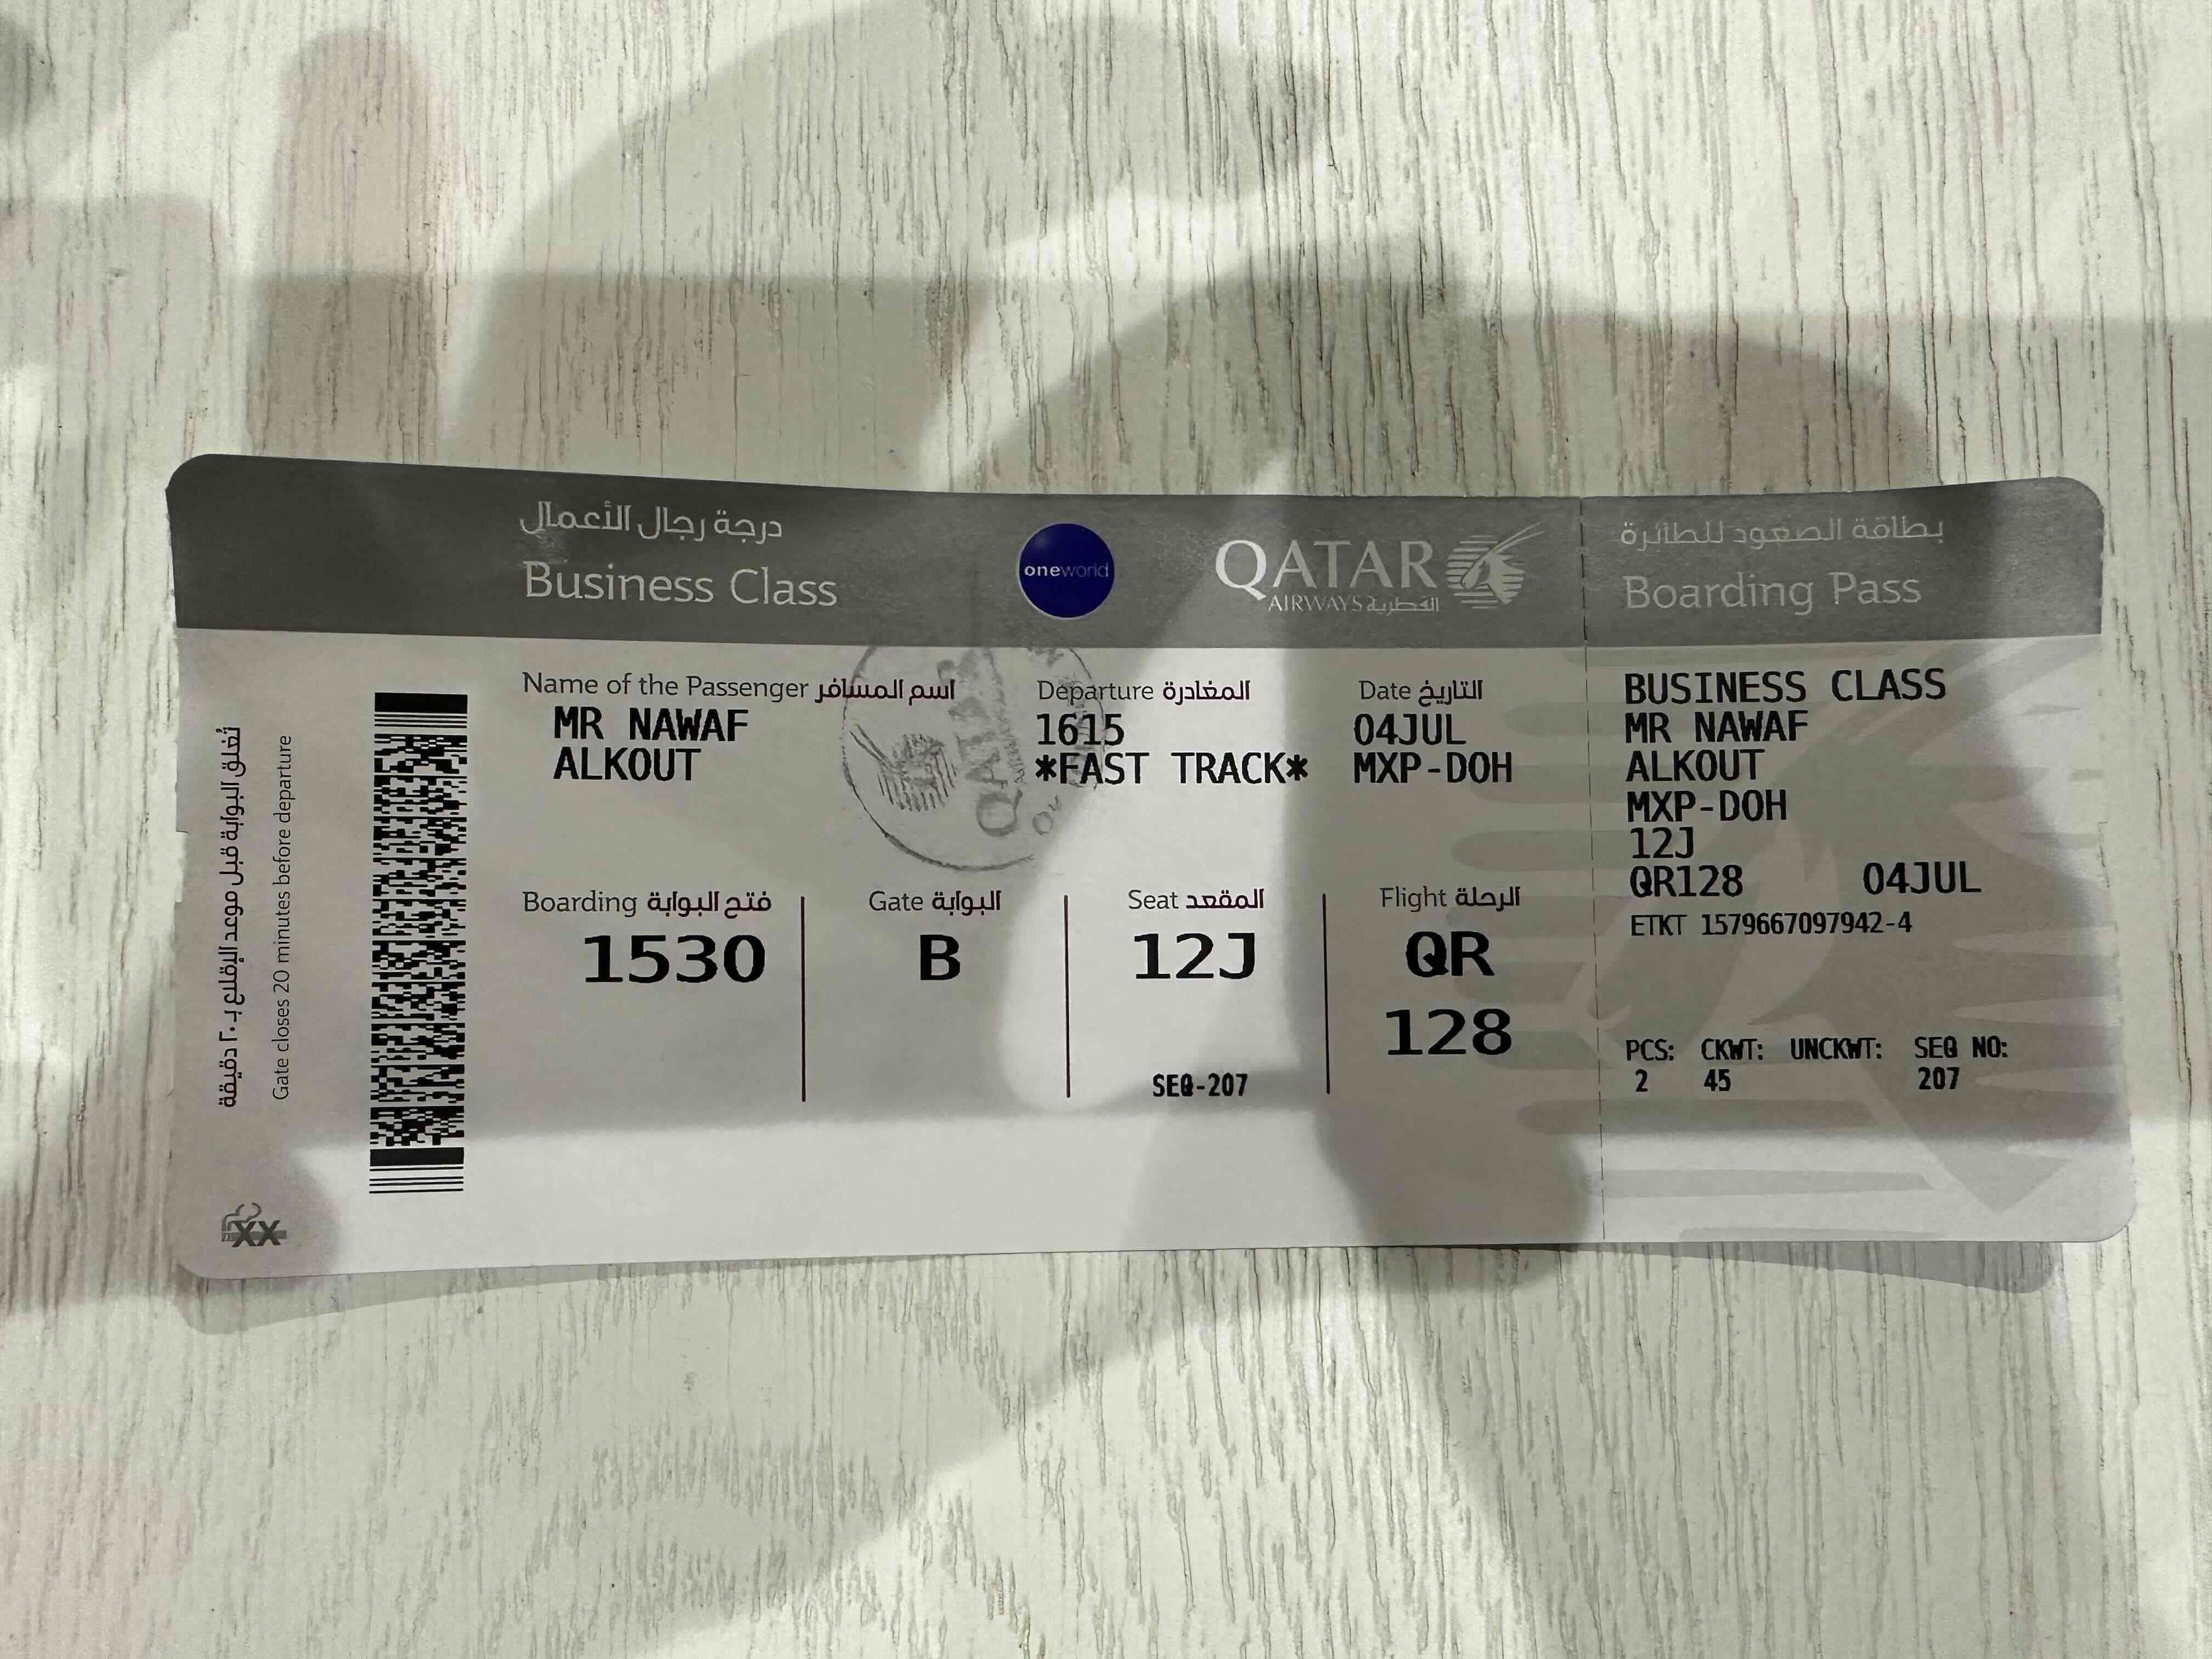 درجة رجال الأعمال
Business Class
oneworld
QATAR
AIRWAYS القطرية
بطاقة الصعود للطائرة
Boarding Pass
تُغلق البوابة قبل موعد الإقلاع بـ ٢٠ دقيقة
Gate closes 20 minutes before departure
XX
Name of the Passenger اسم المسافر
MR NAWAF
ALKOUT
Departure المغادرة
1615
*FAST TRACK*
Date التاريخ
04JUL
MXP-DOH
QATAR
Boarding فتح البوابة
1530
Gate البوابة
B
Seat المقعد
12J
SEQ-207
Flight الرحلة
QR
128
BUSINESS CLASS
MR NAWAF
ALKOUT
MXP-DOH
12J
QR128 04JUL
ETKT 1579667097942-4
PCS: CKWT: UNCKWT: SEQ NO:
2 45 207